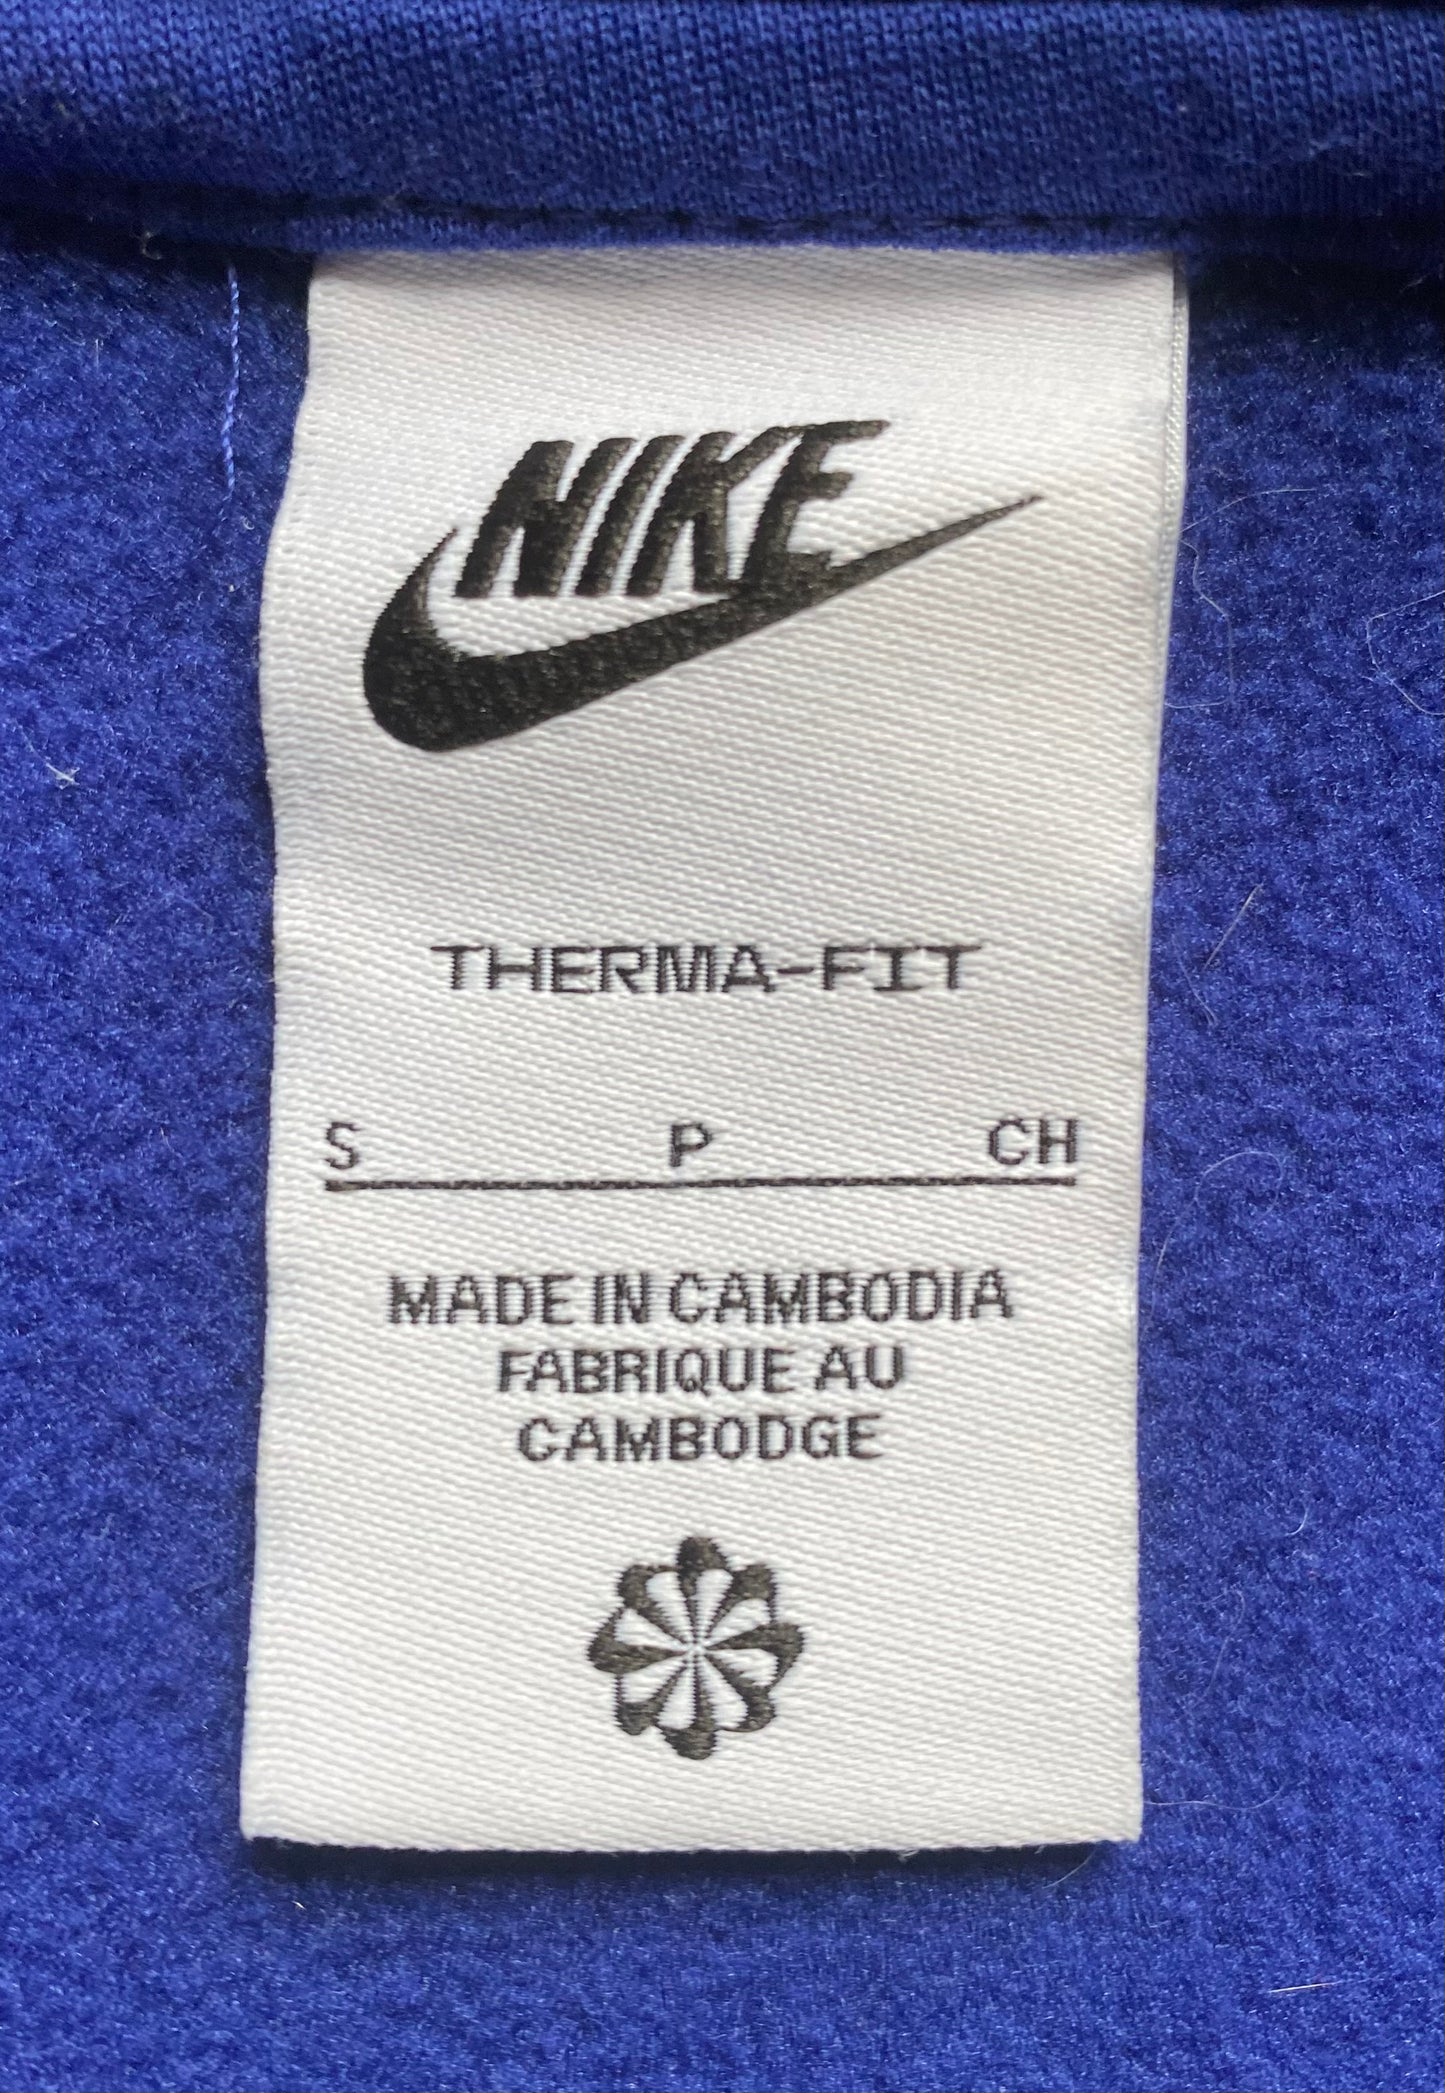 NIKE
THERMA-FIT
S P CH
MADE IN CAMBODIA
FABRIQUE AU
CAMBODGE